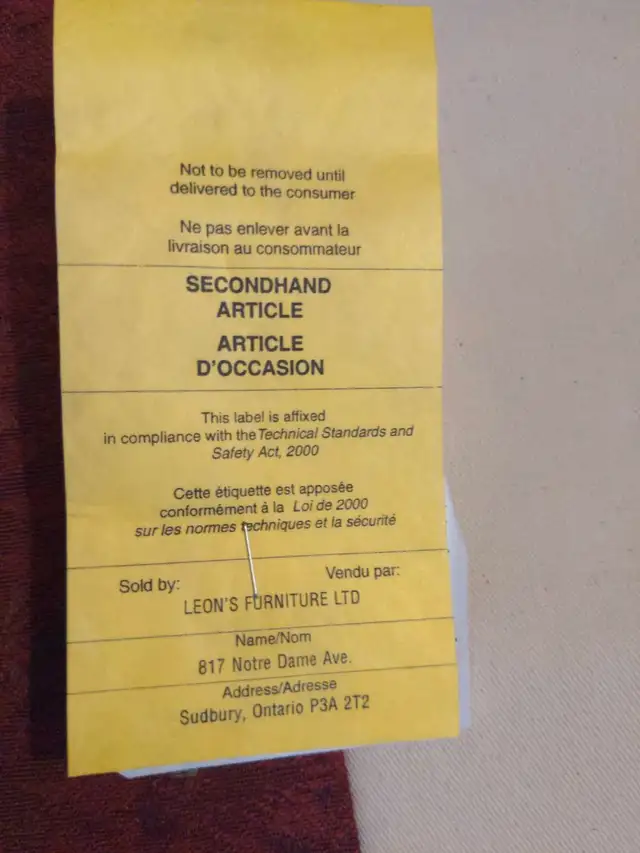 Not to be removed until
delivered to the consumer
Ne pas enlever avant la
livraison au consommateur
SECONDHAND
ARTICLE
ARTICLE
D'OCCASION
This label is affixed
in compliance with the Technical Standards and
Safety Act, 2000
Cette étiquette est apposée
conformément à la Loi de 2000
sur les normes techniques et la sécurité
Sold by: Vendu par:
LEON'S FURNITURE LTD
Name/Nom
817 Notre Dame Ave.
Address/Adresse
Sudbury, Ontario P3A 2T2